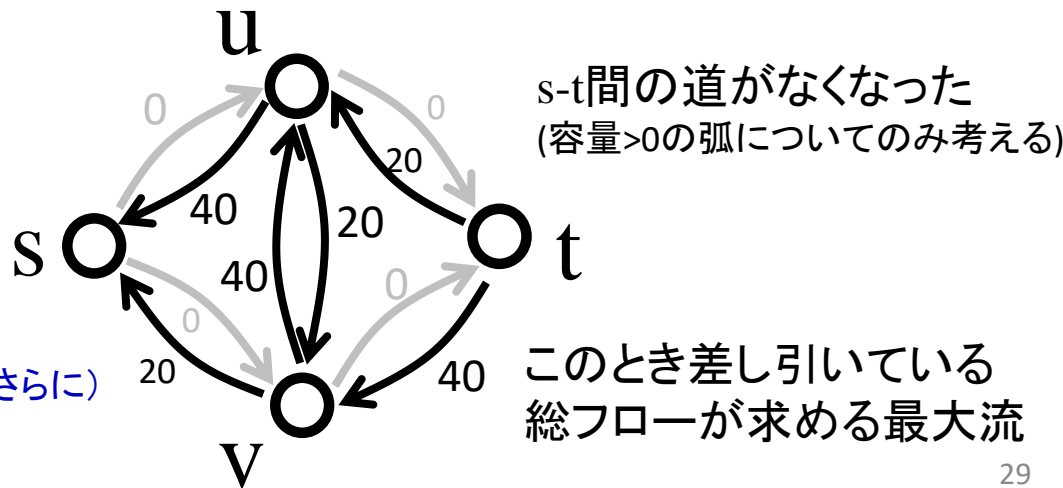 u
s-t間の道がなくなった
(容量>0の弧についてのみ考える)
0
0
20
40
20
s
t
40
0
0
20
40
さらに）
このとき差し引いている
総フローが求める最大流
v
29